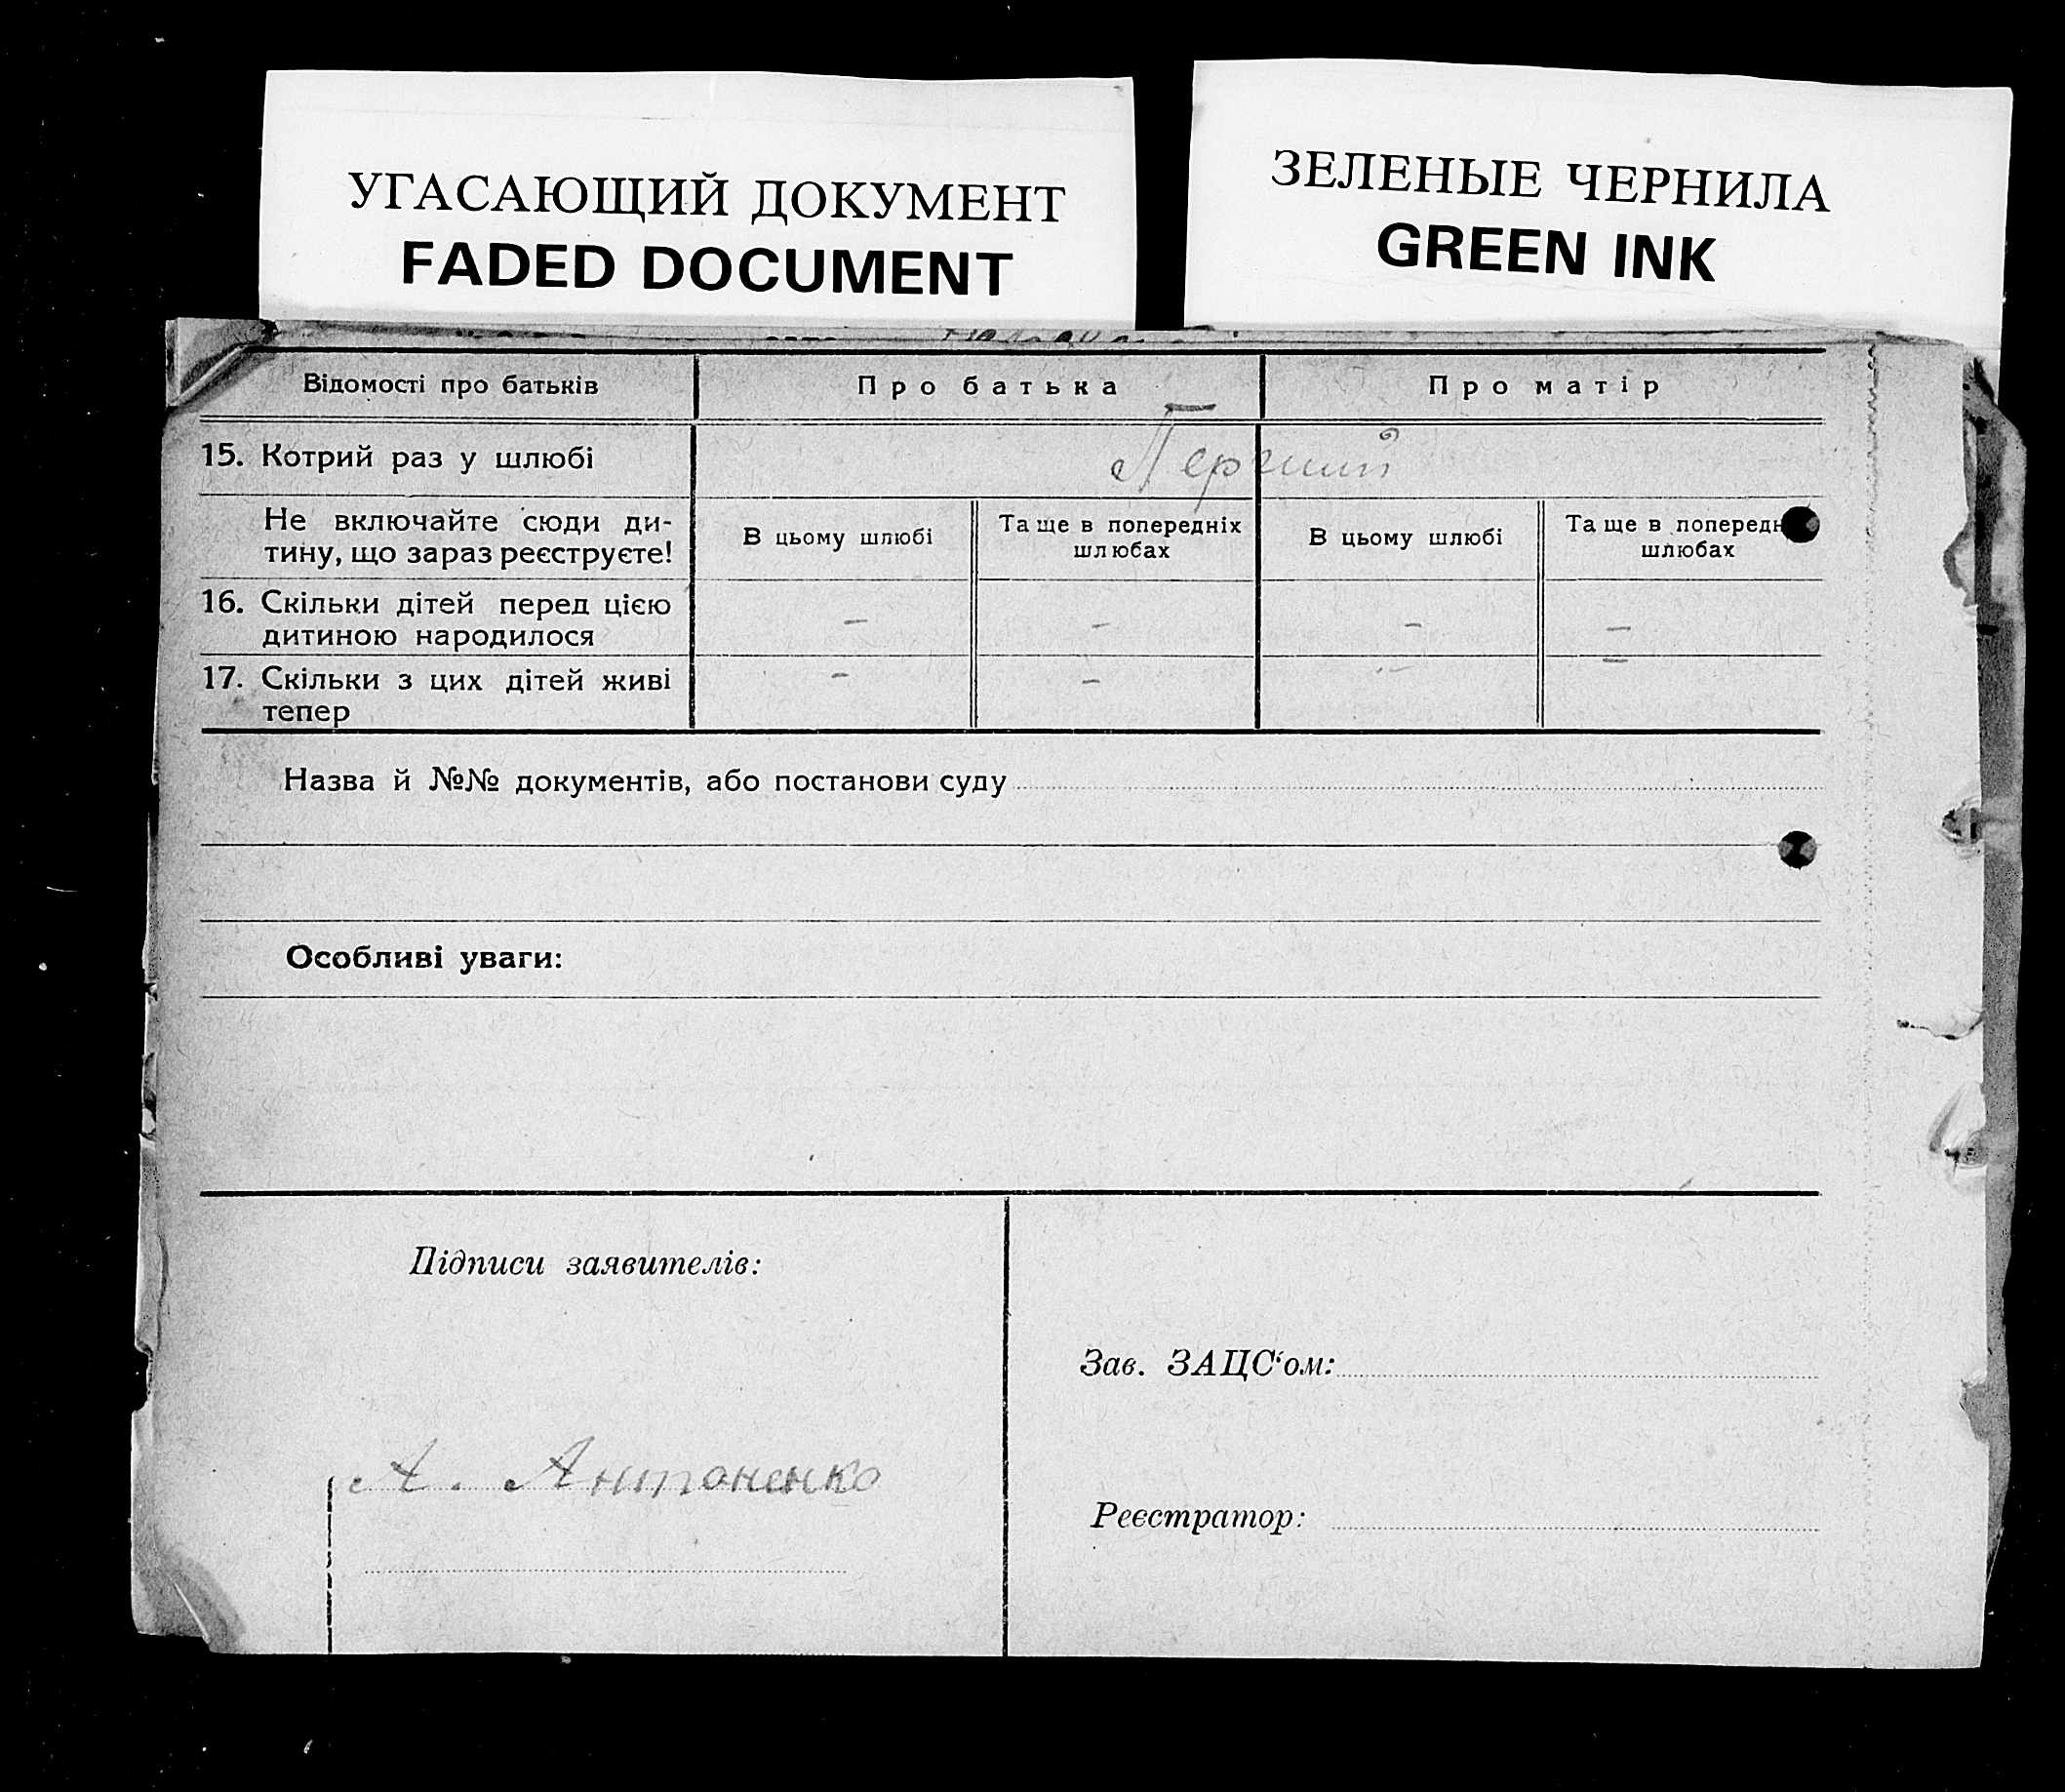 УГАСАЮЩИЙ ДОКУМЕНТ
FADED DOCUMENT
ЗЕЛЕНЫЕ ЧЕРНИЛА
GREEN INK
Відомості про батьків
Про батька
Про матір
15. Котрий раз у шлюбі
Перший
Не включайте сюди ди-
тину, що зараз реєструєте!
В цьому шлюбі
Та ще в попередніх
шлюбах
В цьому шлюбі
Та ще в попередн
шлюбах
16. Скільки дітей перед цією
дитиною народилося
– – – –
17. Скільки з цих дітей живі
тепер
– – – –
Назва й №№ документів, або постанови суду
Особливі уваги:
Підписи заявителів:
А. Антоненко
Зав. ЗАЦС‘ом:
Реєстратор: